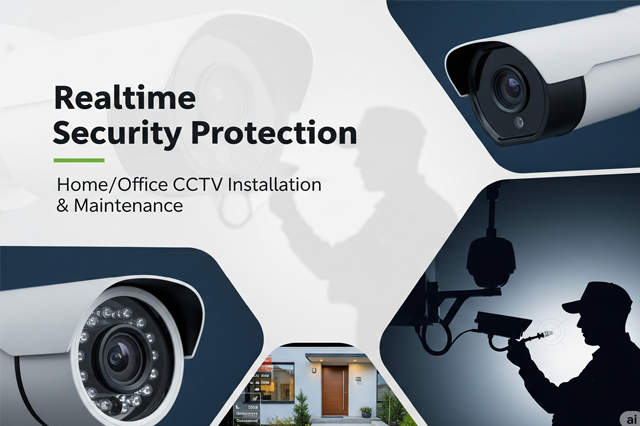 Realtime
Security Protection
Home/Office CCTV Installation
& Maintenance
ai